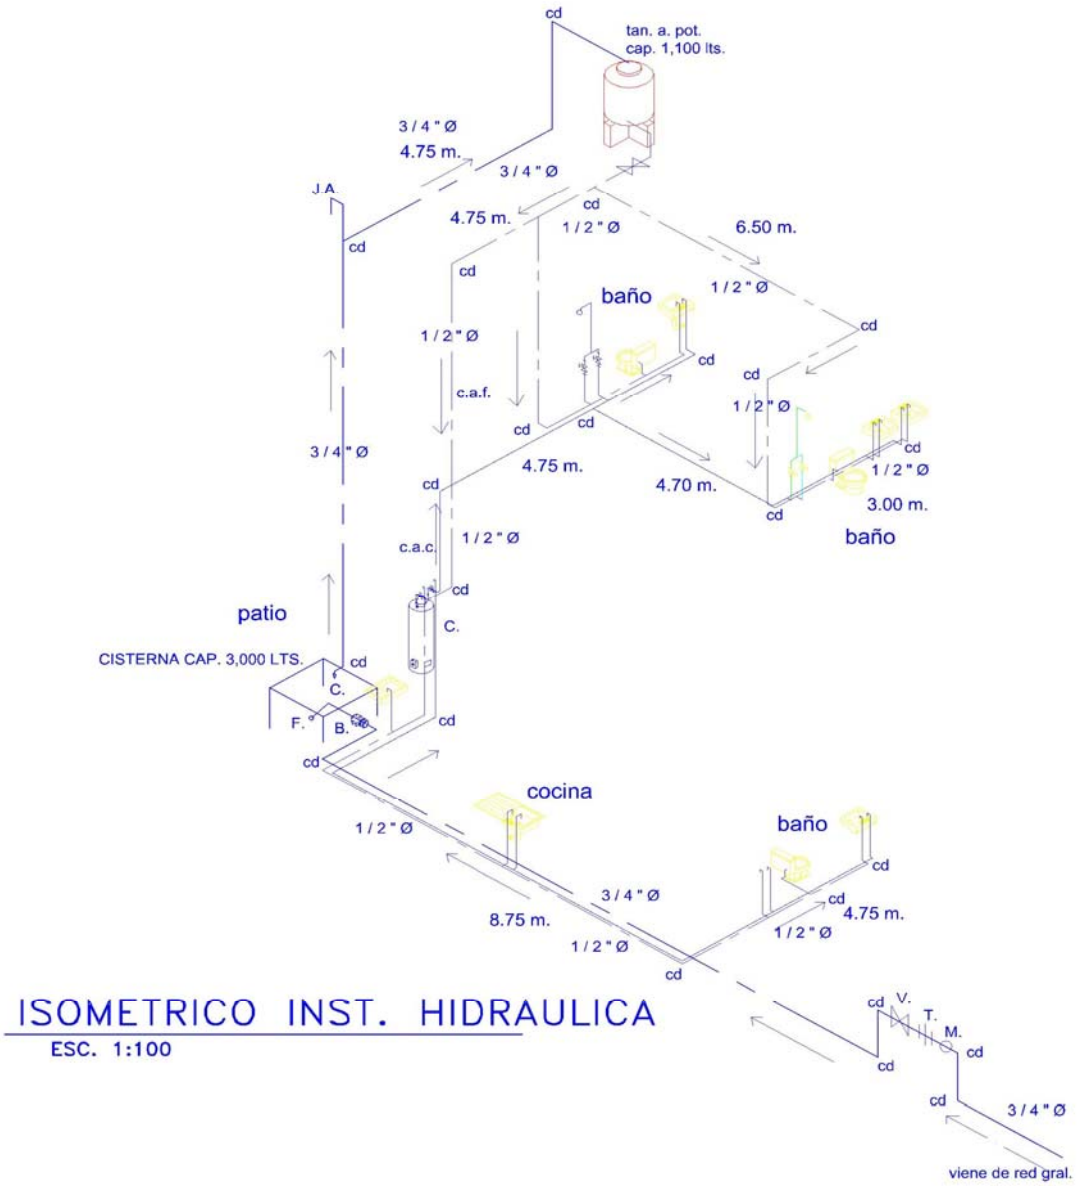 cd
tan. a. pot.
cap. 1,100 lts.
3/4"Ø
4.75 m.
3/4"Ø
J.A.
cd
4.75 m.
1/2"Ø
6.50 m.
cd
cd
1/2"Ø
baño
cd
1/2"Ø
cd
cd
c.a.f.
1/2"Ø
cd
cd
3/4"Ø
4.75 m.
cd
1/2"Ø
4.70 m.
cd
3.00 m.
cd
baño
1/2"Ø
c.a.c.
cd
patio
C.
CISTERNA CAP. 3,000 LTS.
cd
C.
F.
B.
cd
cd
cocina
1/2"Ø
baño
cd
3/4"Ø
cd
4.75 m.
8.75 m.
1/2"Ø
1/2"Ø
cd
ISOMETRICO INST. HIDRAULICA
ESC. 1:100
cd
V.
T.
M.
cd
cd
cd
3/4"Ø
viene de red gral.